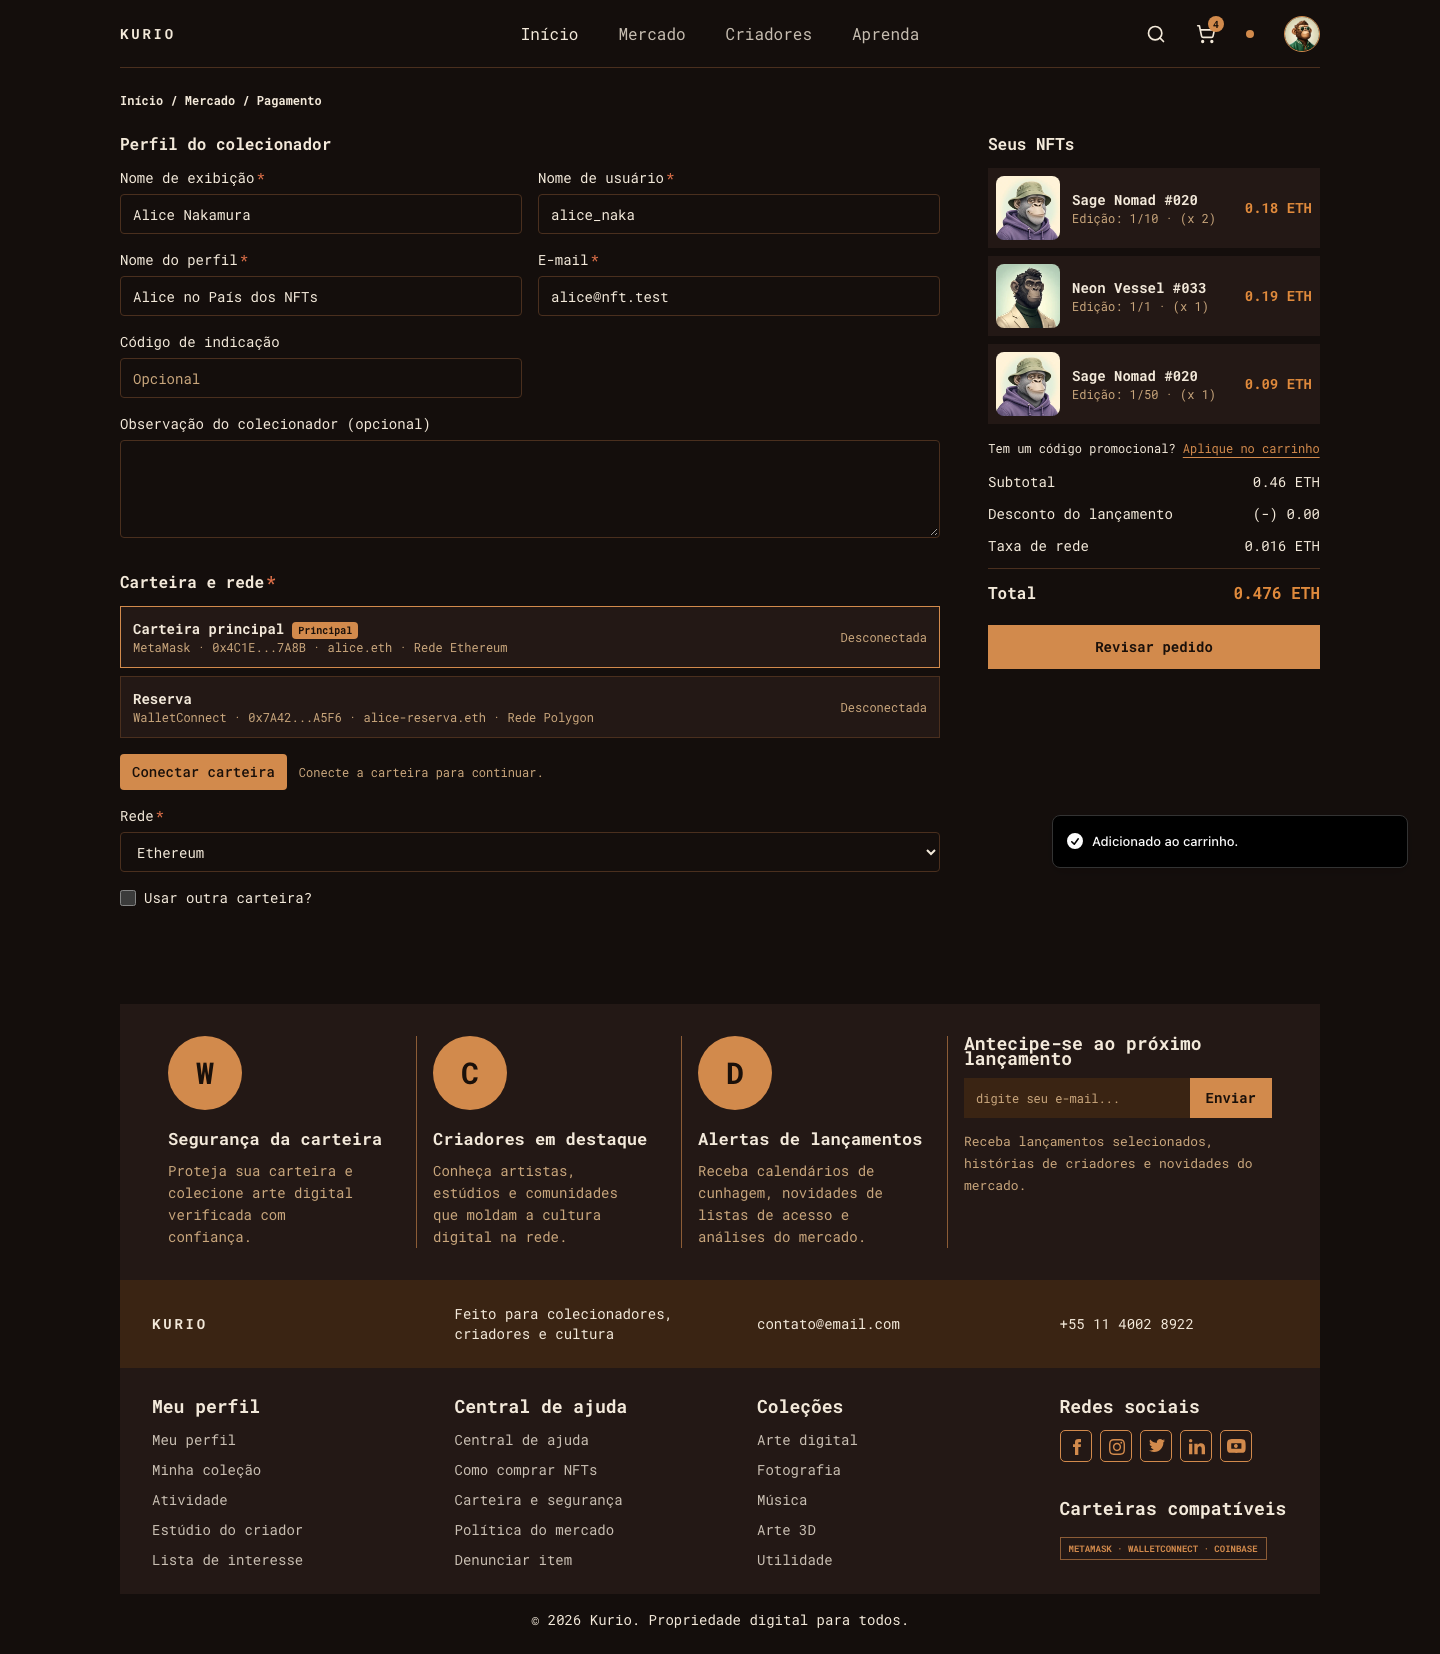 KURIO
Início
Mercado
Criadores
Aprenda
4
Início / Mercado / Pagamento
Perfil do colecionador
Nome de exibição*
Nome de usuário*
Alice Nakamura
alice_naka
Nome do perfil*
E-mail*
Alice no País dos NFTs
alice@nft.test
Código de indicação
Opcional
Observação do colecionador (opcional)
Carteira e rede*
Carteira principal Principal
MetaMask · 0x4C1E...7A8B · alice.eth · Rede Ethereum
Desconectada
Reserva
WalletConnect · 0x7A42...A5F6 · alice-reserva.eth · Rede Polygon
Desconectada
Conectar carteira
Conecte a carteira para continuar.
Rede*
Ethereum
Usar outra carteira?
Seus NFTs
Sage Nomad #020
Edição: 1/10 · (x 2)
0.18 ETH
Neon Vessel #033
Edição: 1/1 · (x 1)
0.19 ETH
Sage Nomad #020
Edição: 1/50 · (x 1)
0.09 ETH
Tem um código promocional? Aplique no carrinho
Subtotal
0.46 ETH
Desconto do lançamento
(-) 0.00
Taxa de rede
0.016 ETH
Total
0.476 ETH
Revisar pedido
Adicionado ao carrinho.
W
Segurança da carteira
Proteja sua carteira e
colecione arte digital
verificada com
confiança.
C
Criadores em destaque
Conheça artistas,
estúdios e comunidades
que moldam a cultura
digital na rede.
D
Alertas de lançamentos
Receba calendários de
cunhagem, novidades de
listas de acesso e
análises do mercado.
Antecipe-se ao próximo
lançamento
digite seu e-mail...
Enviar
Receba lançamentos selecionados,
histórias de criadores e novidades do
mercado.
KURIO
Feito para colecionadores,
criadores e cultura
contato@email.com
+55 11 4002 8922
Meu perfil
Meu perfil
Minha coleção
Atividade
Estúdio do criador
Lista de interesse
Central de ajuda
Central de ajuda
Como comprar NFTs
Carteira e segurança
Política do mercado
Denunciar item
Coleções
Arte digital
Fotografia
Música
Arte 3D
Utilidade
Redes sociais
Carteiras compatíveis
METAMASK · WALLETCONNECT · COINBASE
© 2026 Kurio. Propriedade digital para todos.